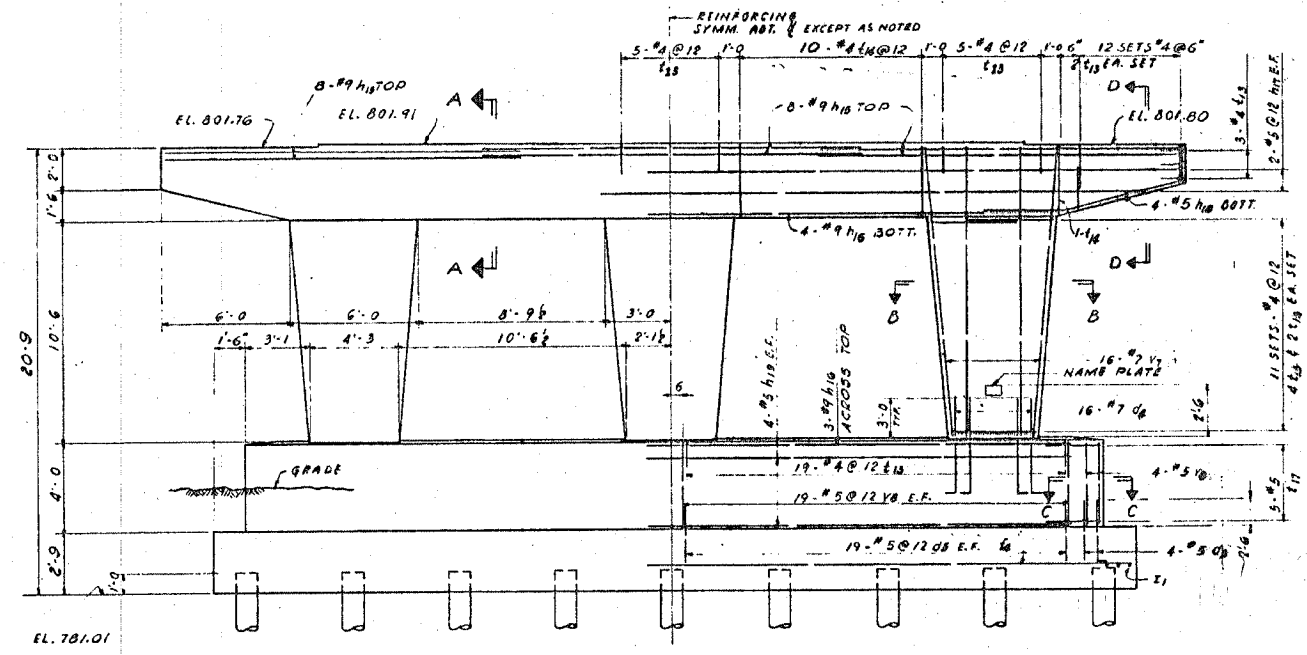 REINFORCING
SYMM. ABT. ℄ EXCEPT AS NOTED
5-#4@12
t23
1'-0
10-#4 t14@12
1'-0
5-#4@12
t23
1'-0
6"
12 SETS #4@6"
2 t13 EA. SET
8-#9 h15 TOP
EL. 801.76
EL. 801.91
A
8-#9 h15 TOP
D
EL. 801.80
3-#4 t13
2-#5@12 h17 E.F.
2'-0
1'-6
4-#5 h18 BOTT.
4-#9 h16 BOTT.
1-t14
A
D
B
B
20'-9
10'-6
6'-0
6'-0
8'-9½
3'-0
1'-6"
3'-1
4'-3
10'-6½
2'-1½
6
4-#5 h19 E.F.
3-#9 h16
ACROSS TOP
16-#7 V7
NAME PLATE
3'-0
TYP.
16-#7 d8
2'-6
11 SETS-#4@12
4 t13 & 2 t13 EA. SET
GRADE
4'-0
19-#4@12 t13
4-#5 V8
19-#5@12 V8 E.F.
C
C
5-#5
t17
2'-9
19-#5@12 d8 E.F.
4-#5 d8
2'-6
1'-0
I1
EL. 781.01